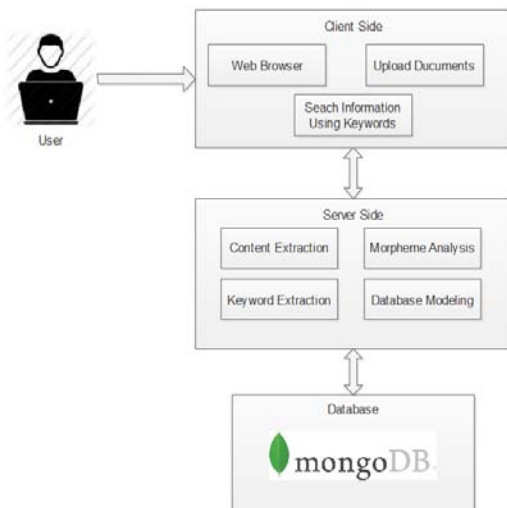 Client Side
Web Browser
Upload Ducuments
Seach Information
Using Keywords
User
Server Side
Content Extraction
Morpheme Analysis
Keyword Extraction
Database Modeling
Database
mongoDB